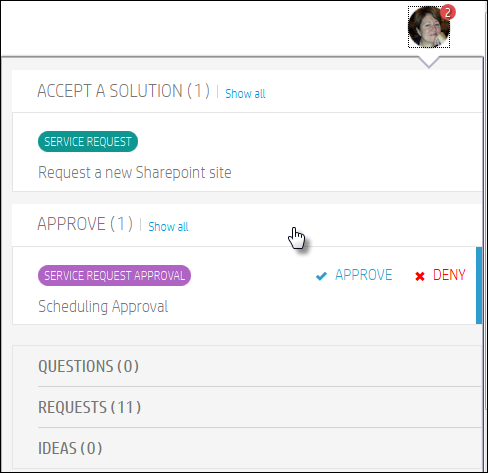 2
ACCEPT A SOLUTION (1) | Show all
SERVICE REQUEST
Request a new Sharepoint site
APPROVE (1) | Show all
SERVICE REQUEST APPROVAL
✔ APPROVE ✖ DENY
Scheduling Approval
QUESTIONS (0)
REQUESTS (11)
IDEAS (0)